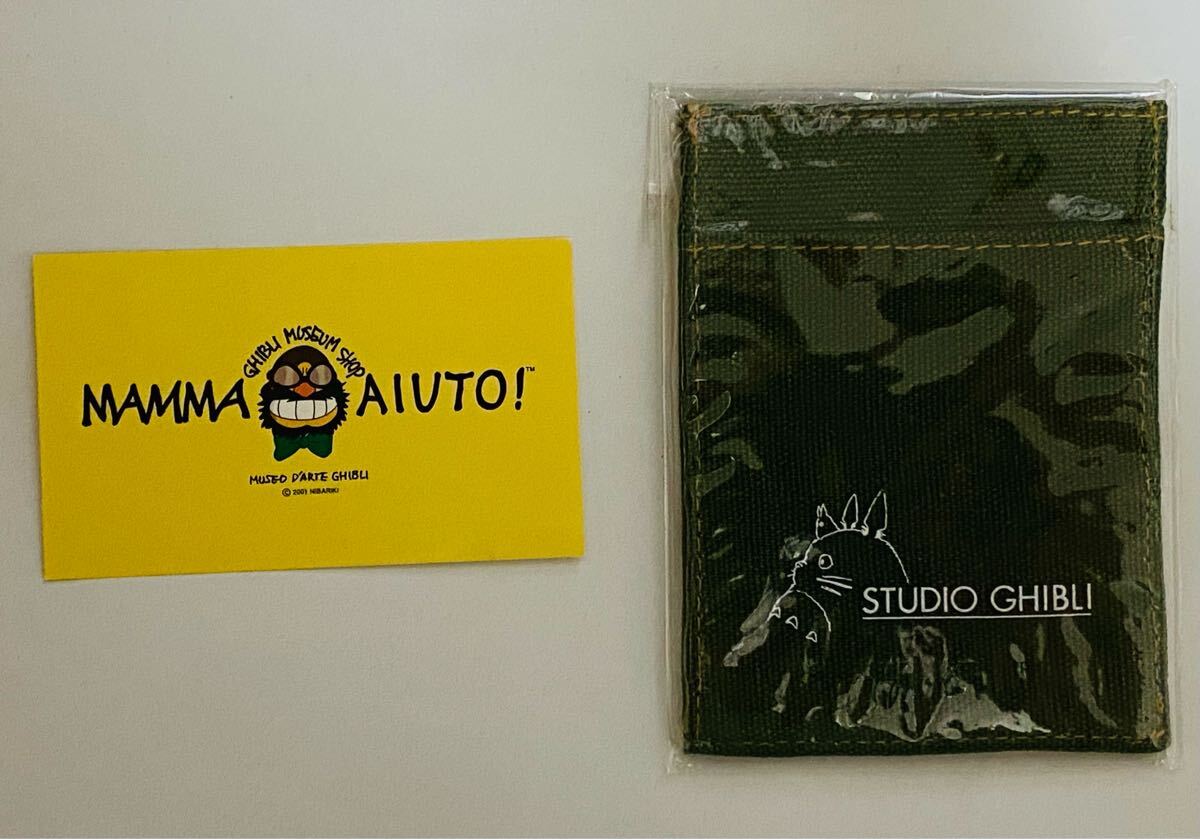 GHIBLI MUSEUM SHOP
MAMMA AIUTO!™
MUSEO D'ARTE GHIBLI
© 2001 NIBARIKI
STUDIO GHIBLI